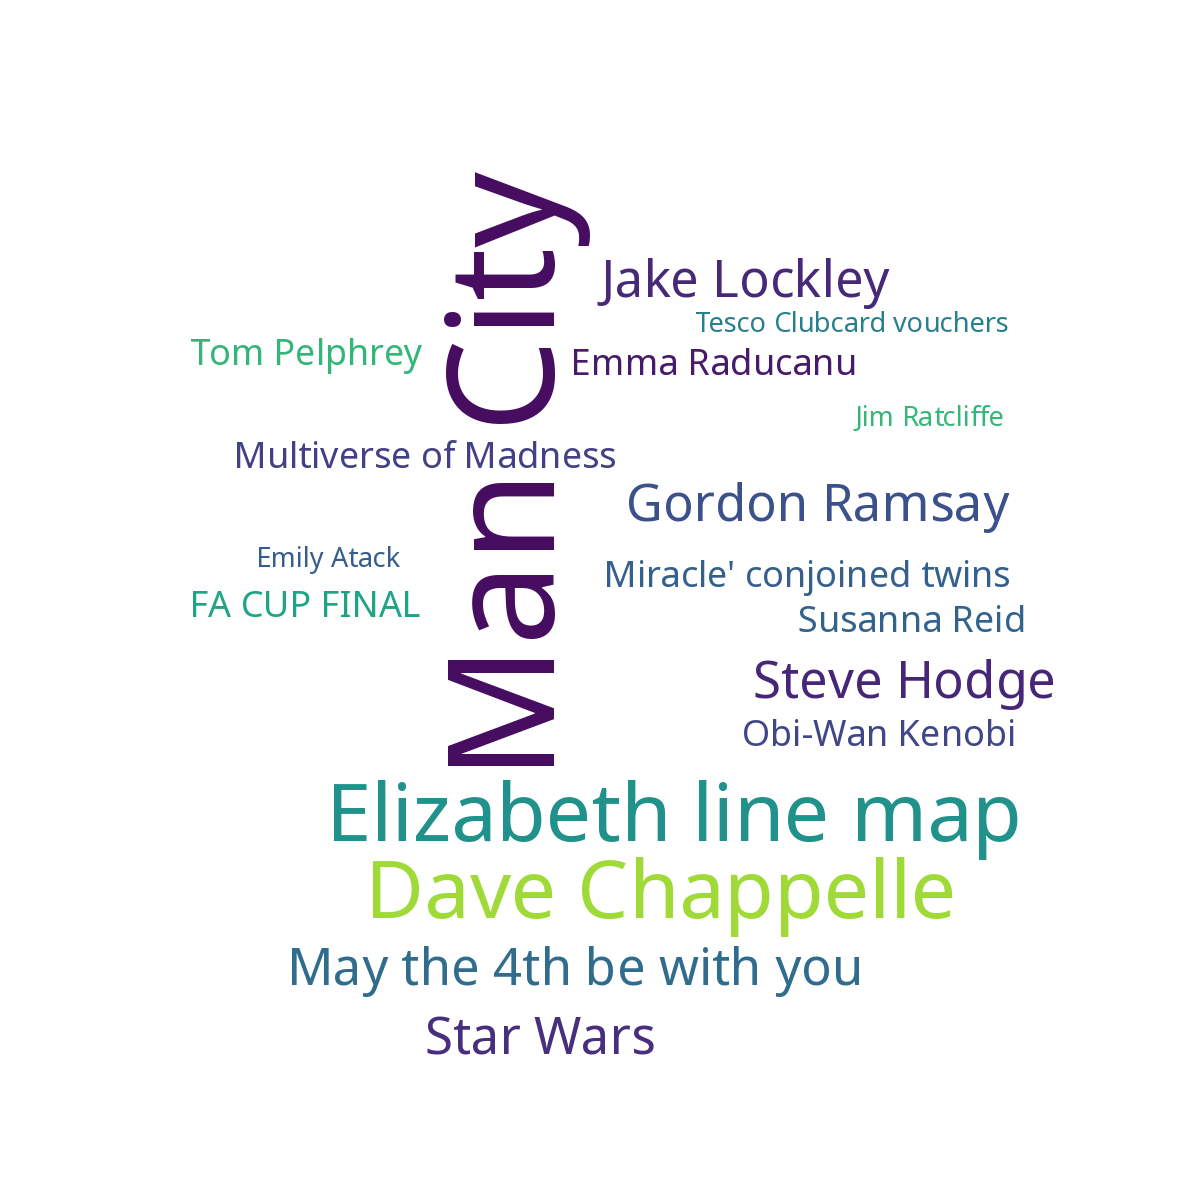 Man City
Jake Lockley
Tesco Clubcard vouchers
Tom Pelphrey
Emma Raducanu
Jim Ratcliffe
Multiverse of Madness
Gordon Ramsay
Emily Atack
Miracle' conjoined twins
FA CUP FINAL
Susanna Reid
Steve Hodge
Obi-Wan Kenobi
Elizabeth line map
Dave Chappelle
May the 4th be with you
Star Wars